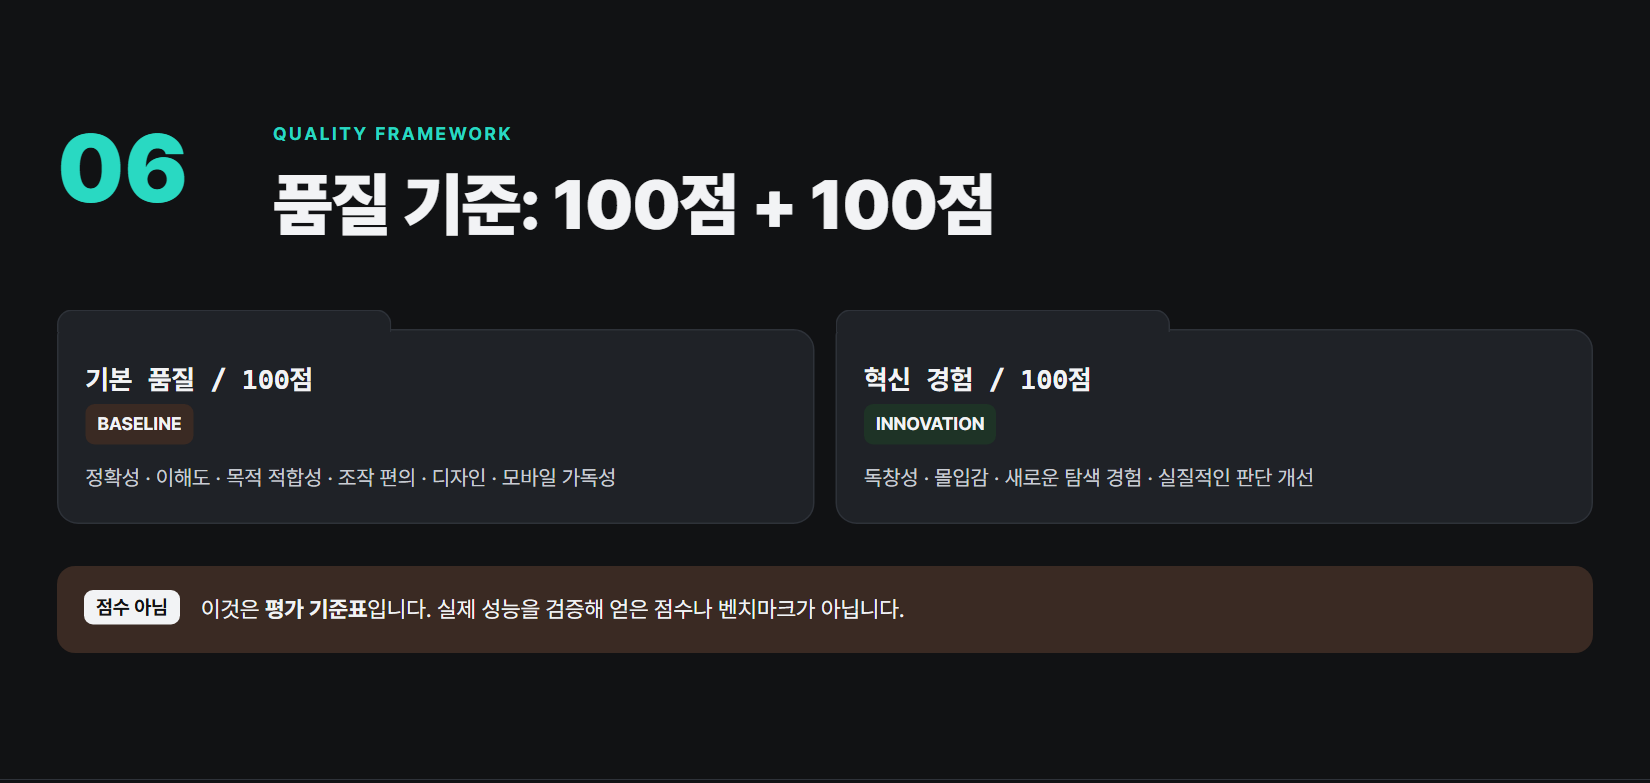 06
QUALITY FRAMEWORK
품질 기준: 100점 + 100점
기본 품질 / 100점
BASELINE
정확성 · 이해도 · 목적 적합성 · 조작 편의 · 디자인 · 모바일 가독성
혁신 경험 / 100점
INNOVATION
독창성 · 몰입감 · 새로운 탐색 경험 · 실질적인 판단 개선
점수 아님 이것은 평가 기준표입니다. 실제 성능을 검증해 얻은 점수나 벤치마크가 아닙니다.